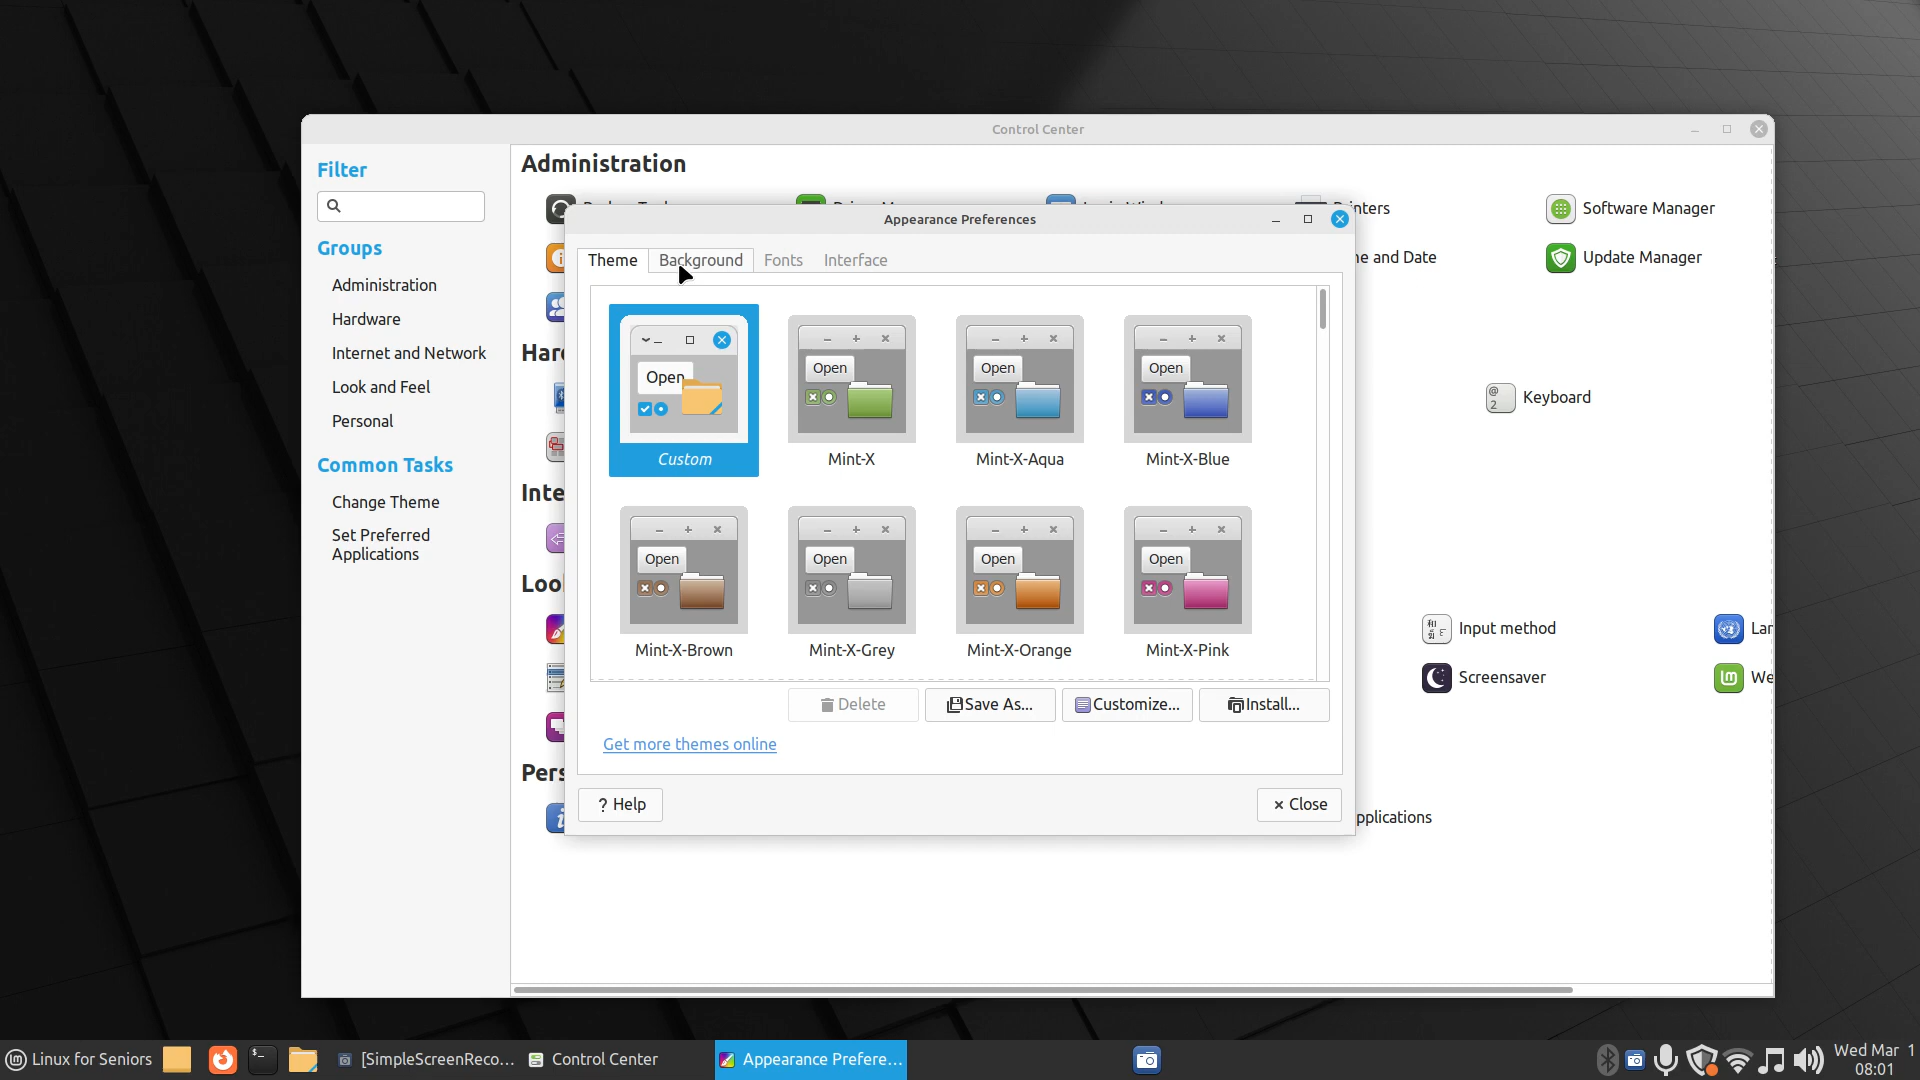 Control Center
Filter
Groups
Administration
Hardware
Internet and Network
Look and Feel
Personal
Common Tasks
Change Theme
Set Preferred
Applications
Administration
Software Manager
Update Manager
Keyboard
Input method
Screensaver
Appearance Preferences
Theme
Background
Fonts
Interface
Open
Open
Open
Open
Custom
Mint-X
Mint-X-Aqua
Mint-X-Blue
Open
Open
Open
Open
Mint-X-Brown
Mint-X-Grey
Mint-X-Orange
Mint-X-Pink
Delete
Save As...
Customize...
Install...
Get more themes online
? Help
Close
Linux for Seniors
[SimpleScreenReco...
Control Center
Appearance Prefere...
Wed Mar 1
08:01